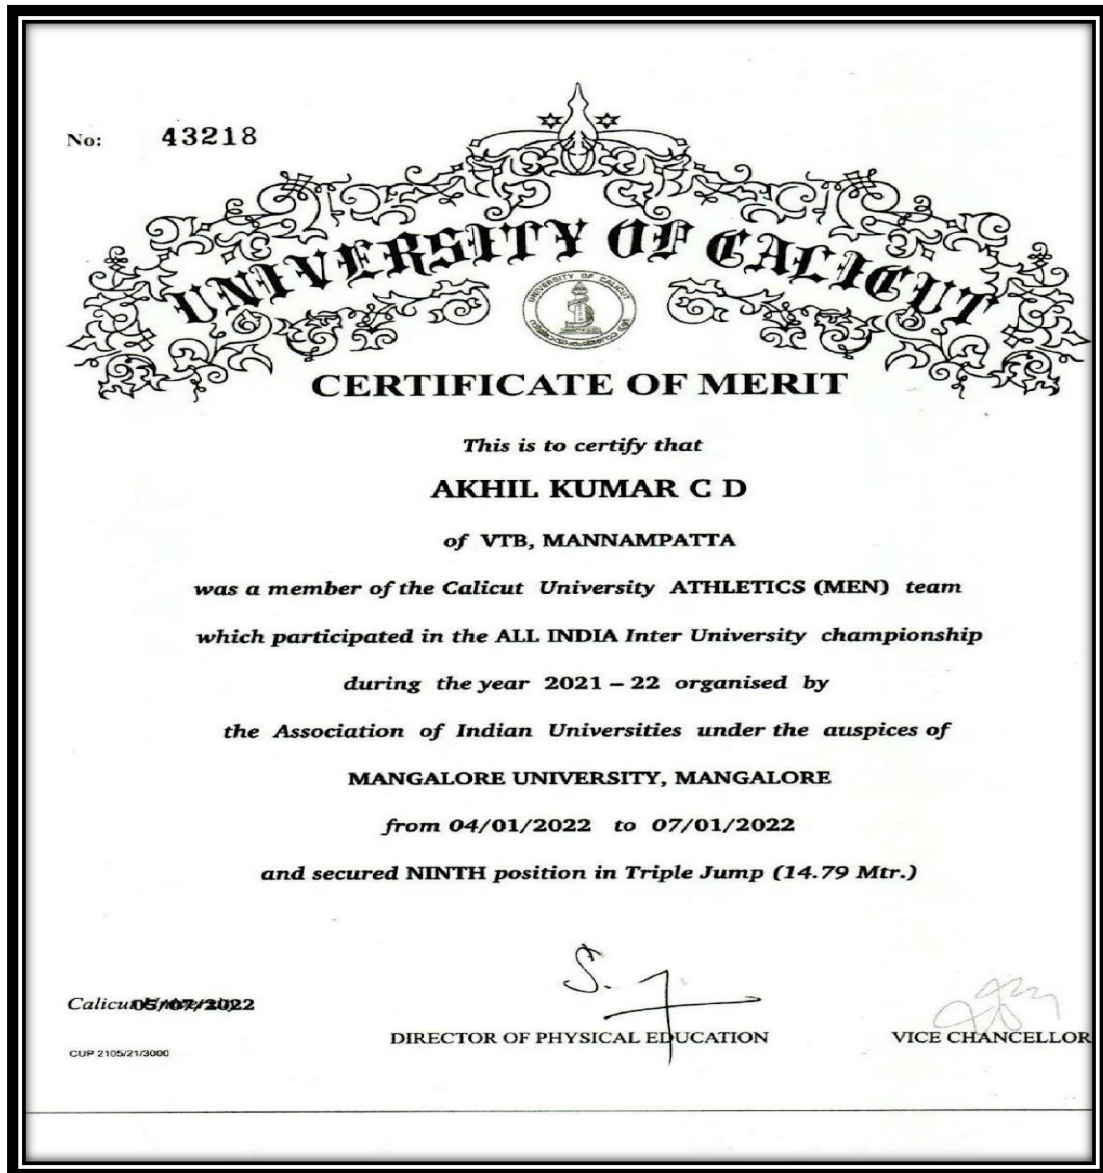 No: 43218
UNIVERSITY OF CALICUT
UNIVERSITY OF CALICUT
CERTIFICATE OF MERIT
This is to certify that
AKHIL KUMAR C D
of VTB, MANNAMPATTA
was a member of the Calicut University ATHLETICS (MEN) team
which participated in the ALL INDIA Inter University championship
during the year 2021 – 22 organised by
the Association of Indian Universities under the auspices of
MANGALORE UNIVERSITY, MANGALORE
from 04/01/2022 to 07/01/2022
and secured NINTH position in Triple Jump (14.79 Mtr.)
05/07/2022
DIRECTOR OF PHYSICAL EDUCATION
VICE CHANCELLOR
CUP 2105/21/3000